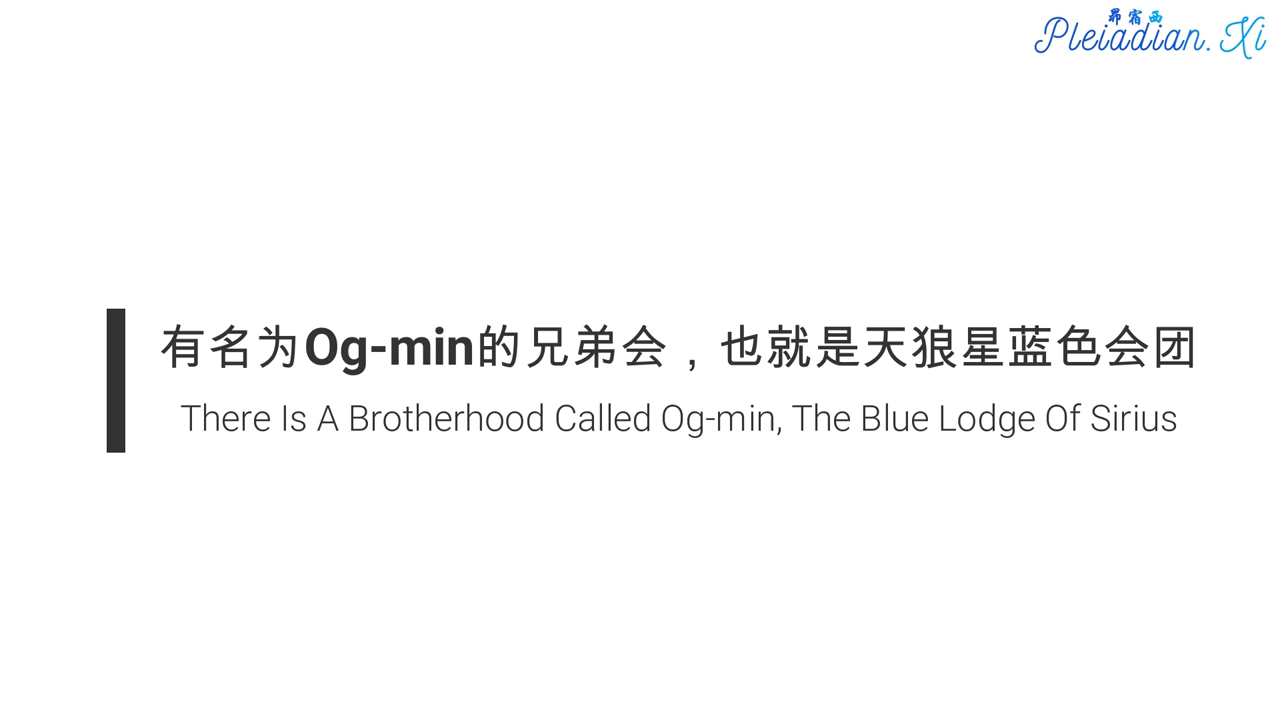 昴宿西
Pleiadian. Xi
有名为Og-min的兄弟会，也就是天狼星蓝色会团
There Is A Brotherhood Called Og-min, The Blue Lodge Of Sirius